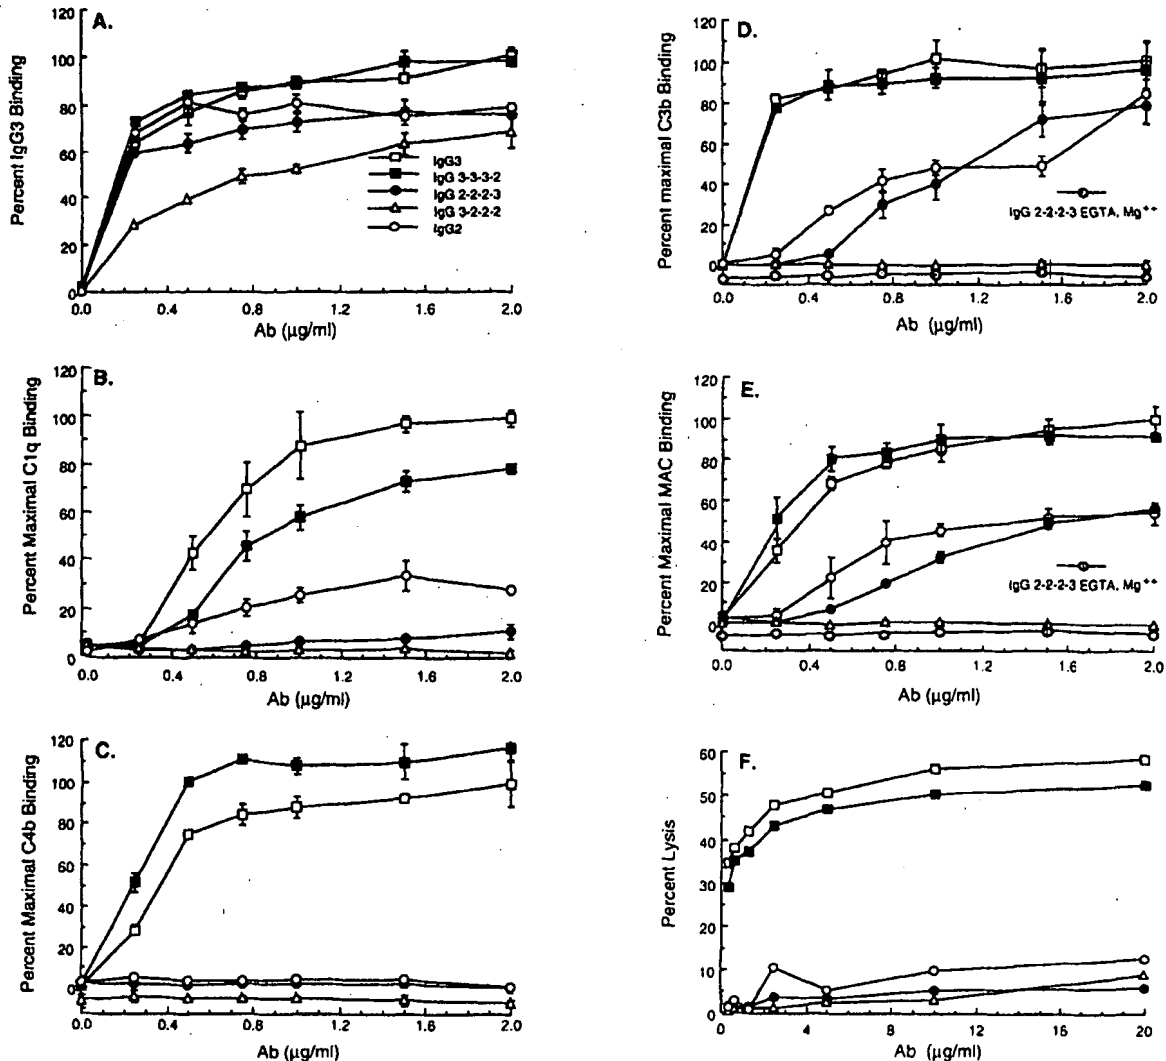 A.
Percent IgG3 Binding
120
100
80
60
40
20
0
IgG3
IgG 3-3-3-2
IgG 2-2-2-3
IgG 3-2-2-2
IgG2
0.0 0.4 0.8 1.2 1.6 2.0
Ab (µg/ml)
B.
Percent Maximal C1q Binding
120
100
80
60
40
20
0
0.0 0.4 0.8 1.2 1.6 2.0
Ab (µg/ml)
C.
Percent Maximal C4b Binding
120
100
80
60
40
20
0
0.0 0.4 0.8 1.2 1.6 2.0
Ab (µg/ml)
D.
Percent maximal C3b Binding
120
100
80
60
40
20
0
IgG 2-2-2-3 EGTA, Mg++
0.0 0.4 0.8 1.2 1.6 2.0
Ab (µg/ml)
E.
Percent Maximal MAC Binding
120
100
80
60
40
20
0
IgG 2-2-2-3 EGTA, Mg++
0.0 0.4 0.8 1.2 1.6 2.0
Ab (µg/ml)
F.
Percent Lysis
60
50
40
30
20
10
0
0 4 8 12 16 20
Ab (µg/ml)